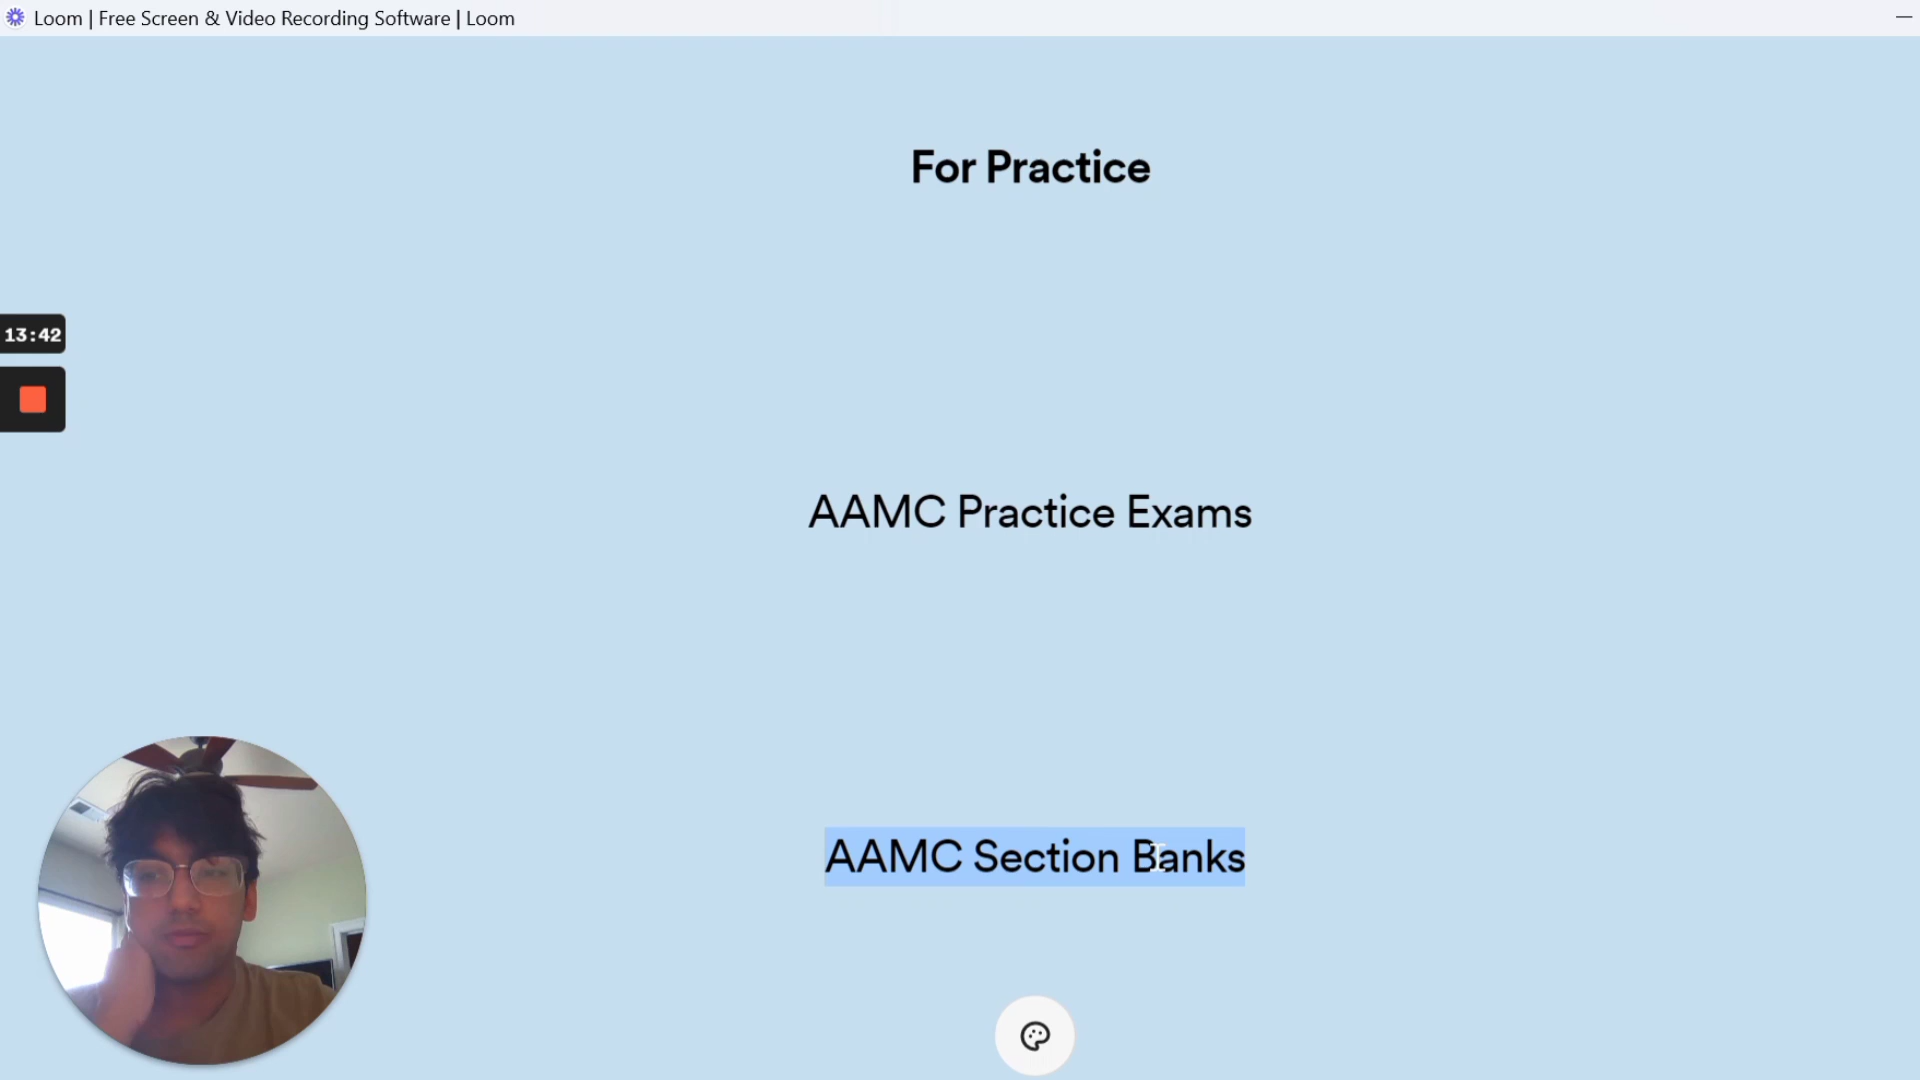 Loom | Free Screen & Video Recording Software | Loom
For Practice
13:42
AAMC Practice Exams
AAMC Section Banks